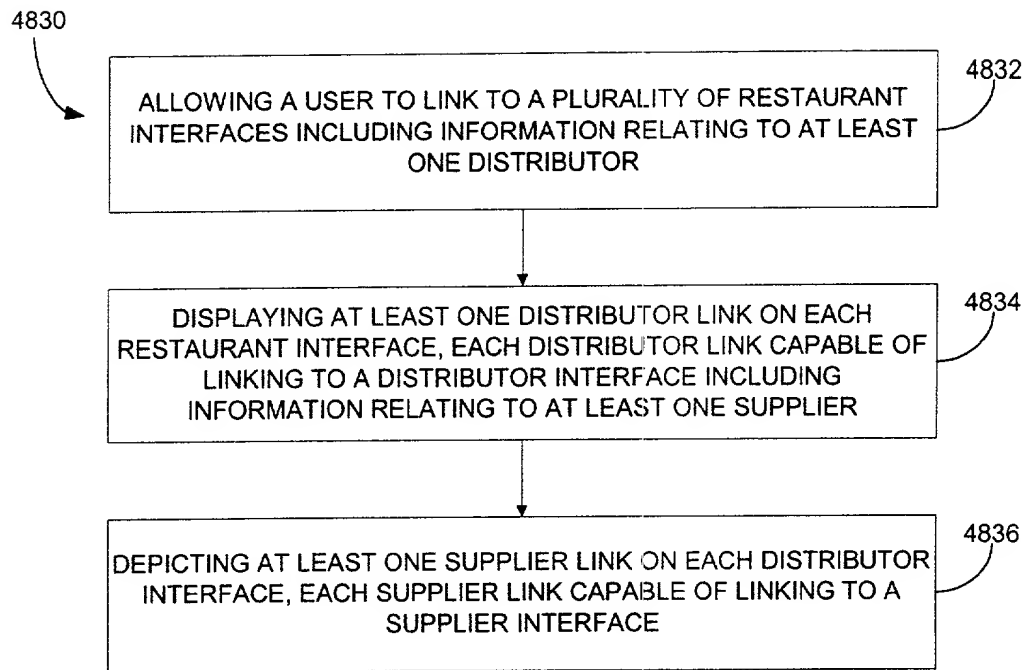 4830
4832
ALLOWING A USER TO LINK TO A PLURALITY OF RESTAURANT
INTERFACES INCLUDING INFORMATION RELATING TO AT LEAST
ONE DISTRIBUTOR
4834
DISPLAYING AT LEAST ONE DISTRIBUTOR LINK ON EACH
RESTAURANT INTERFACE, EACH DISTRIBUTOR LINK CAPABLE OF
LINKING TO A DISTRIBUTOR INTERFACE INCLUDING
INFORMATION RELATING TO AT LEAST ONE SUPPLIER
4836
DEPICTING AT LEAST ONE SUPPLIER LINK ON EACH DISTRIBUTOR
INTERFACE, EACH SUPPLIER LINK CAPABLE OF LINKING TO A
SUPPLIER INTERFACE